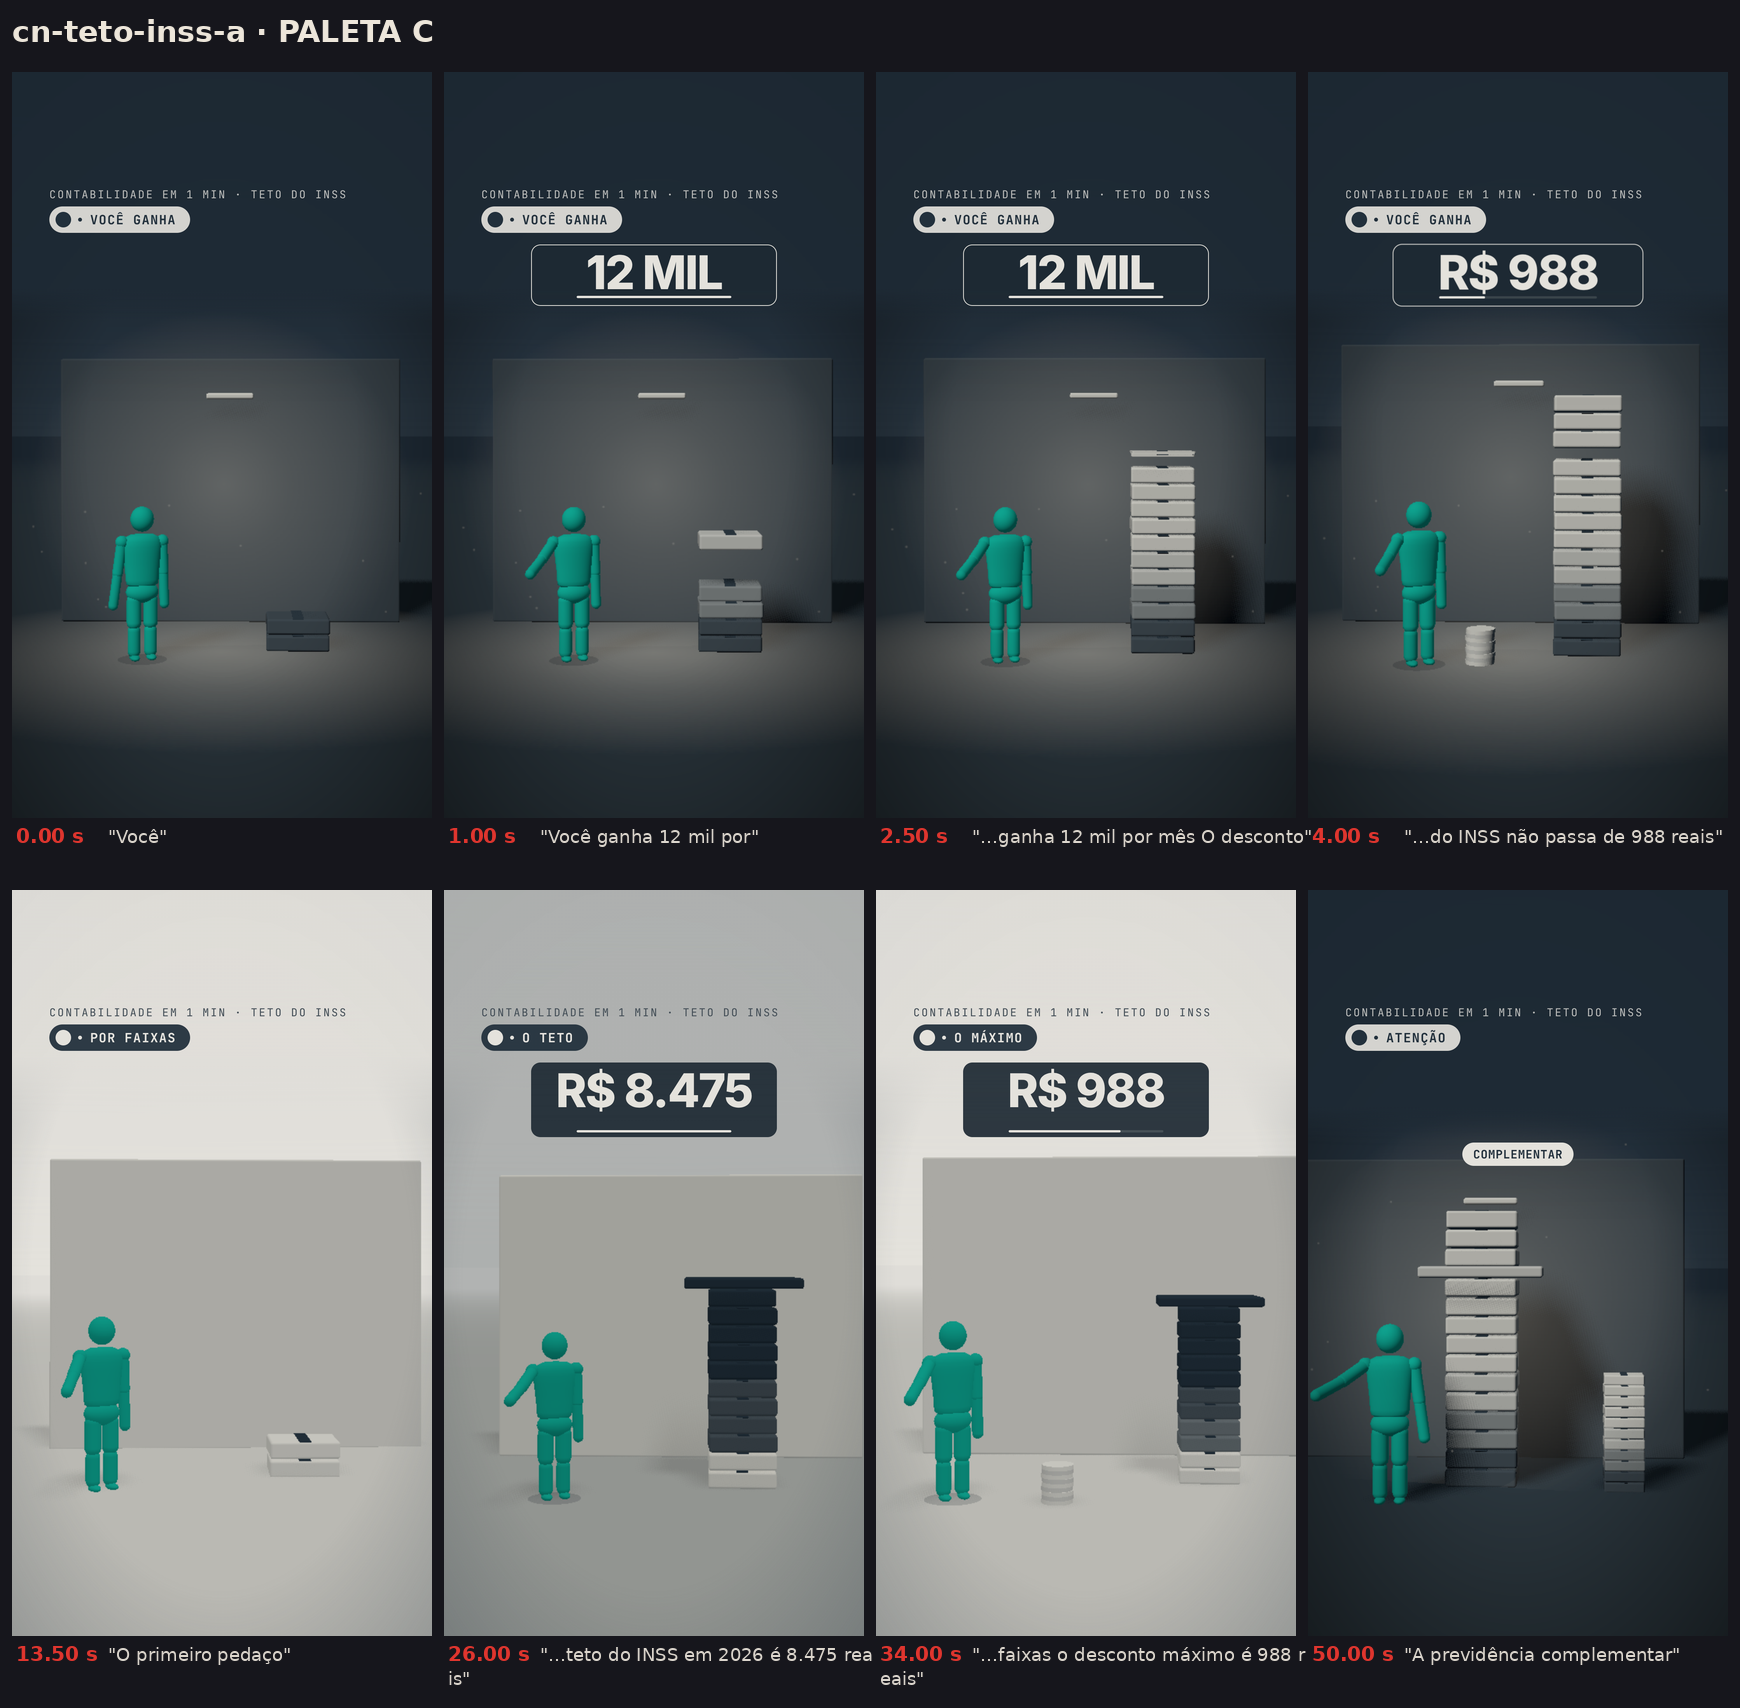 cn-teto-inss-a · PALETA C
CONTABILIDADE EM 1 MIN · TETO DO INSS
• VOCÊ GANHA
CONTABILIDADE EM 1 MIN · TETO DO INSS
• VOCÊ GANHA
12 MIL
CONTABILIDADE EM 1 MIN · TETO DO INSS
• VOCÊ GANHA
12 MIL
CONTABILIDADE EM 1 MIN · TETO DO INSS
• VOCÊ GANHA
R$ 988
0.00 s "Você"
1.00 s "Você ganha 12 mil por"
2.50 s "...ganha 12 mil por mês O desconto"
4.00 s "...do INSS não passa de 988 reais"
CONTABILIDADE EM 1 MIN · TETO DO INSS
• POR FAIXAS
CONTABILIDADE EM 1 MIN · TETO DO INSS
• O TETO
R$ 8.475
CONTABILIDADE EM 1 MIN · TETO DO INSS
• O MÁXIMO
R$ 988
CONTABILIDADE EM 1 MIN · TETO DO INSS
• ATENÇÃO
COMPLEMENTAR
13.50 s "O primeiro pedaço"
26.00 s "...teto do INSS em 2026 é 8.475 rea
is"
34.00 s "...faixas o desconto máximo é 988 r
eais"
50.00 s "A previdência complementar"